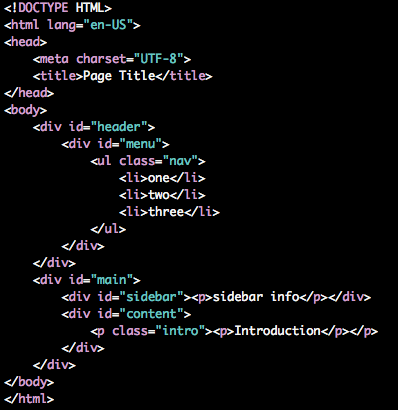 <!DOCTYPE HTML>
<html lang="en-US">
<head>
    <meta charset="UTF-8">
    <title>Page Title</title>
</head>
<body>
    <div id="header">
        <div id="menu">
            <ul class="nav">
                <li>one</li>
                <li>two</li>
                <li>three</li>
            </ul>
        </div>
    </div>
    <div id="main">
        <div id="sidebar"><p>sidebar info</p></div>
        <div id="content">
            <p class="intro"><p>Introduction</p></p>
        </div>
    </div>
</body>
</html>